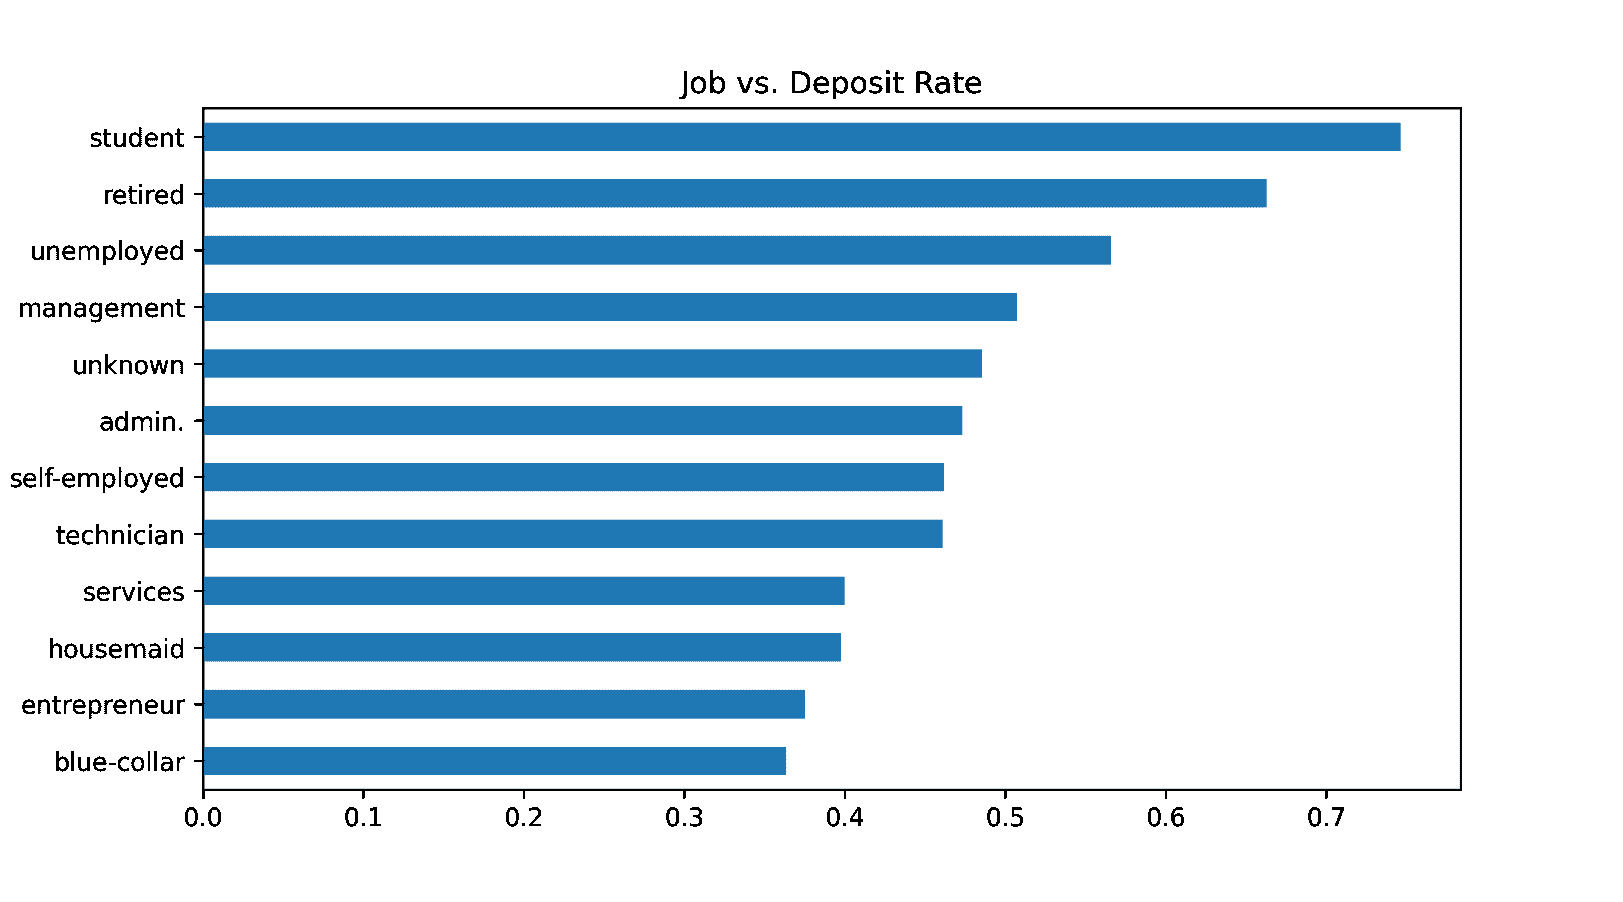 Job vs. Deposit Rate
student
retired
unemployed
management
unknown
admin.
self-employed
technician
services
housemaid
entrepreneur
blue-collar
0.0 0.1 0.2 0.3 0.4 0.5 0.6 0.7